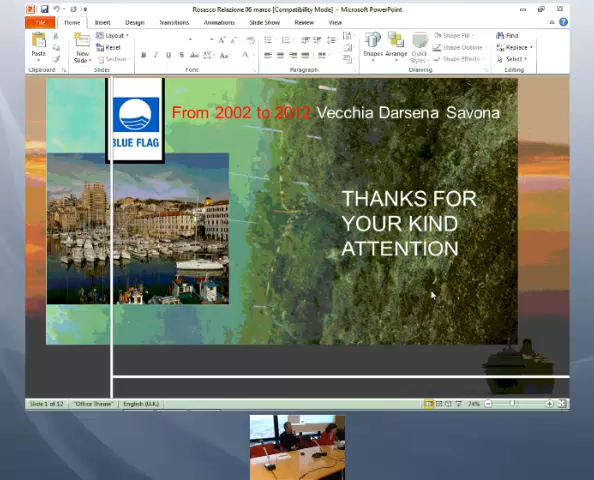 Rosasco Relazione 06 marzo [Compatibility Mode] - Microsoft PowerPoint
File Home Insert Design Transitions Animations Slide Show Review View
Paste
Clipboard
New
Slide
Layout
Reset
Slides
Font
Paragraph
Shapes Arrange Quick
Styles
Shape Fill
Shape Outline
Shape Effects
Drawing
Find
Replace
Select
Editing
From 2002 to 2012 Vecchia Darsena Savona
BLUE FLAG
THANKS FOR
YOUR KIND
ATTENTION
Slide 1 of 12 "Office Theme" English (U.K.) 74%